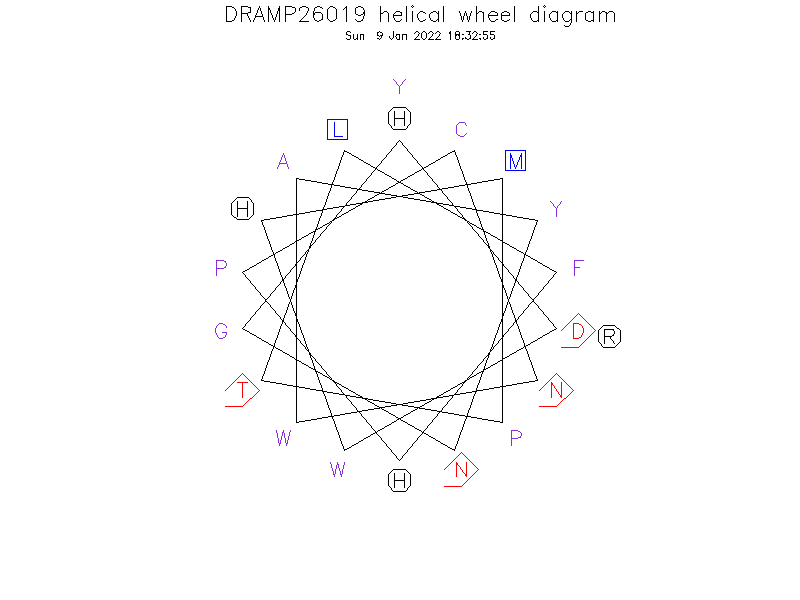 DRAMP26019 helical wheel diagram
Sun 9 Jan 2022 18:32:55
Y
H
L
C
A
M
H
Y
P
F
G
D
R
T
N
W
P
W
N
H